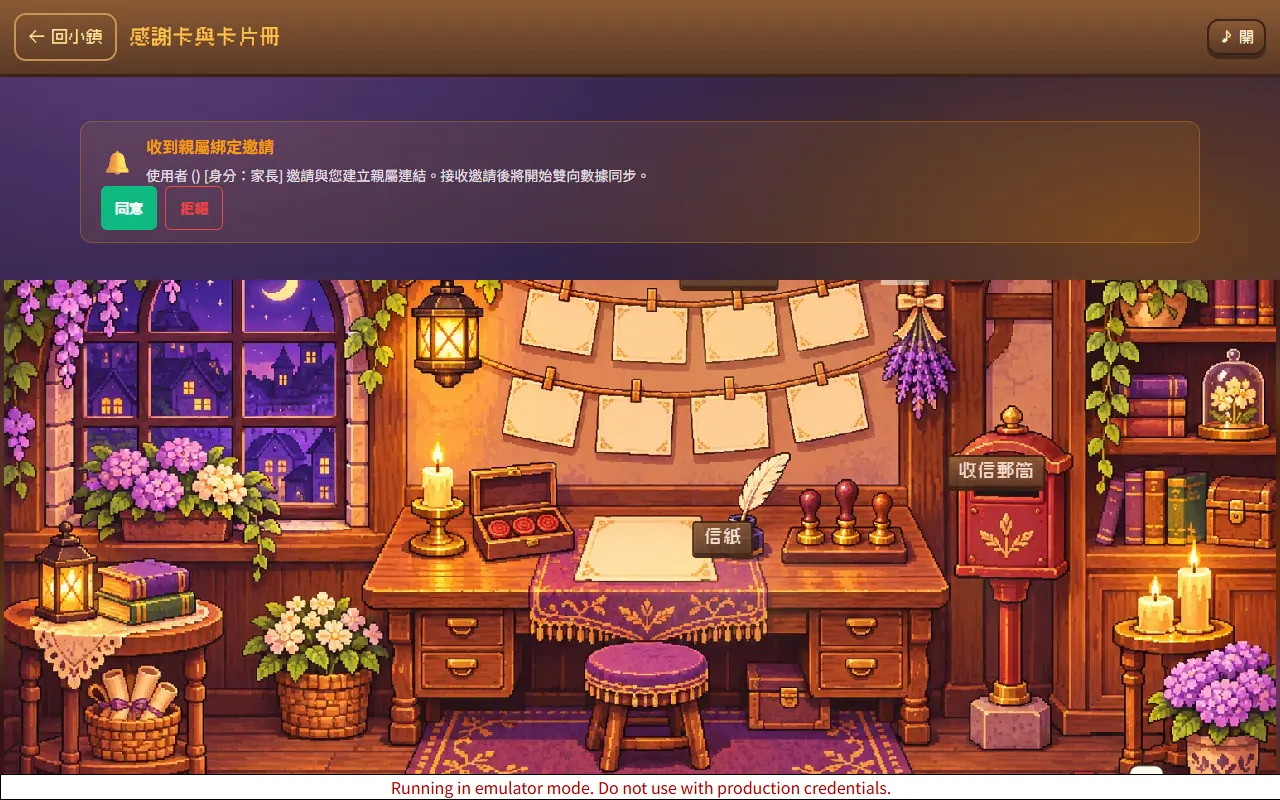 ← 回小鎮
感謝卡與卡片冊
♪ 開
收到親屬綁定邀請
使用者 () [身分：家長] 邀請與您建立親屬連結。接收邀請後將開始雙向數據同步。
同意
拒絕
收信郵筒
信紙
Running in emulator mode. Do not use with production credentials.